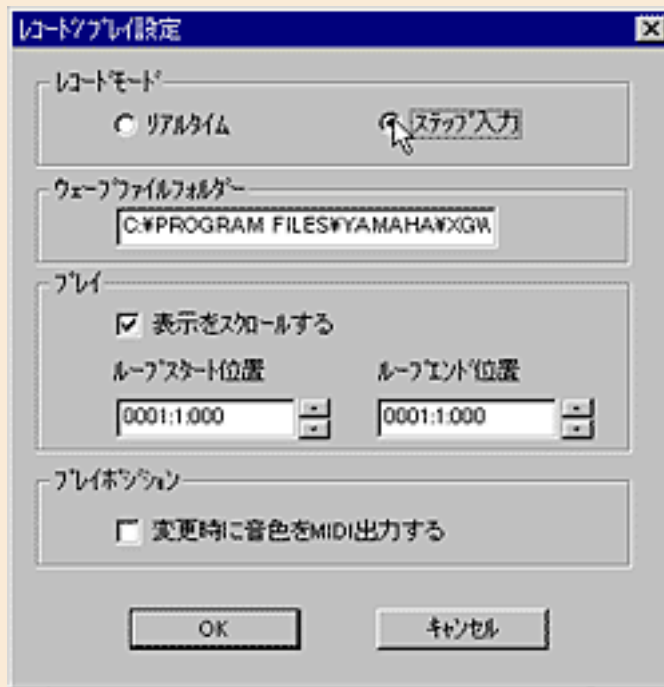 ﾚｺｰﾄﾞ/ﾌﾟﾚｲ設定
ﾚｺｰﾄﾞﾓｰﾄﾞ
ﾘｱﾙﾀｲﾑ ｽﾃｯﾌﾟ入力
ｳｪｰﾌﾞﾌｧｲﾙﾌｫﾙﾀﾞｰ
C:¥PROGRAM FILES¥YAMAHA¥XGW
ﾌﾟﾚｲ
表示をｽｸﾛｰﾙする
ﾙｰﾌﾟｽﾀｰﾄ位置 ﾙｰﾌﾟｴﾝﾄﾞ位置
0001:1:000 0001:1:000
ﾌﾟﾚｲﾎﾟｼﾞｼｮﾝ
変更時に音色をMIDI出力する
OK ｷｬﾝｾﾙ